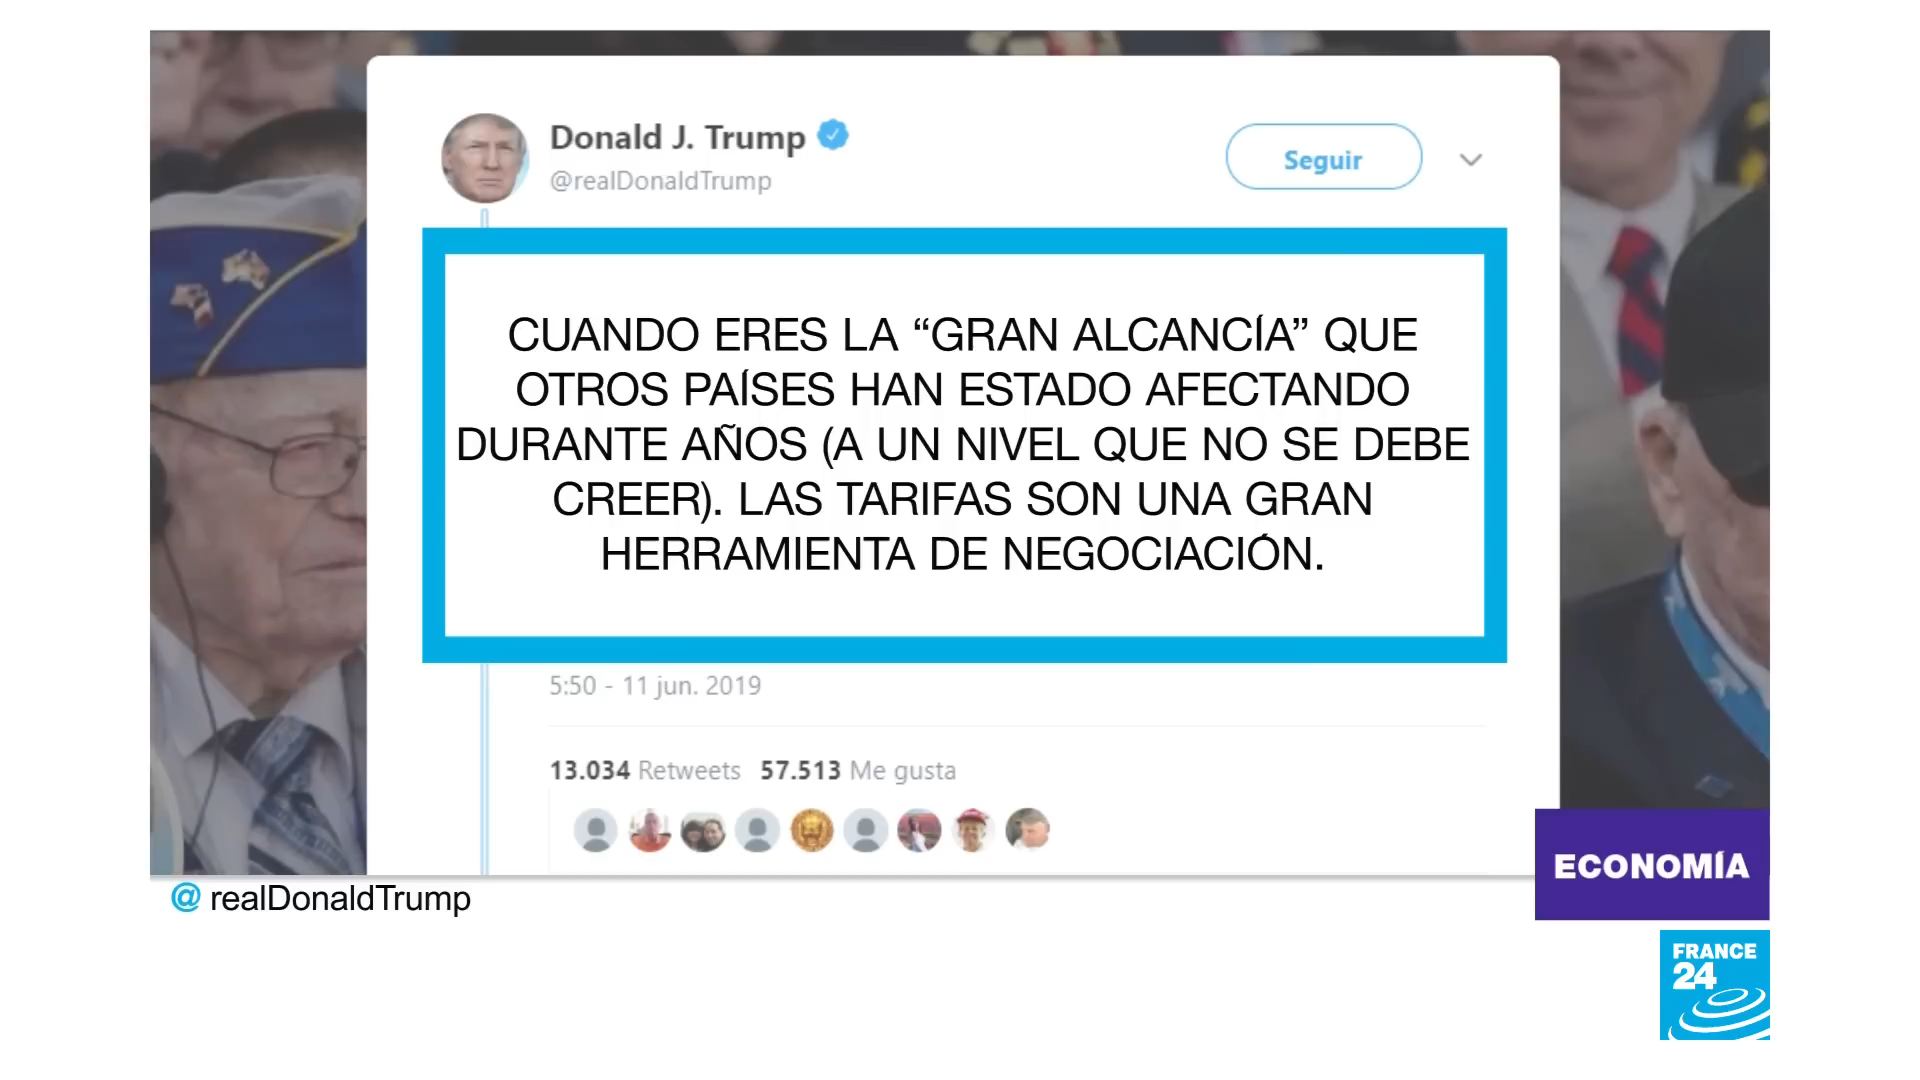 Donald J. Trump
@realDonaldTrump
Seguir
CUANDO ERES LA “GRAN ALCANCÍA” QUE
OTROS PAÍSES HAN ESTADO AFECTANDO
DURANTE AÑOS (A UN NIVEL QUE NO SE DEBE
CREER). LAS TARIFAS SON UNA GRAN
HERRAMIENTA DE NEGOCIACIÓN.
5:50 - 11 jun. 2019
13.034 Retweets 57.513 Me gusta
ECONOMÍA
@ realDonaldTrump
FRANCE
24